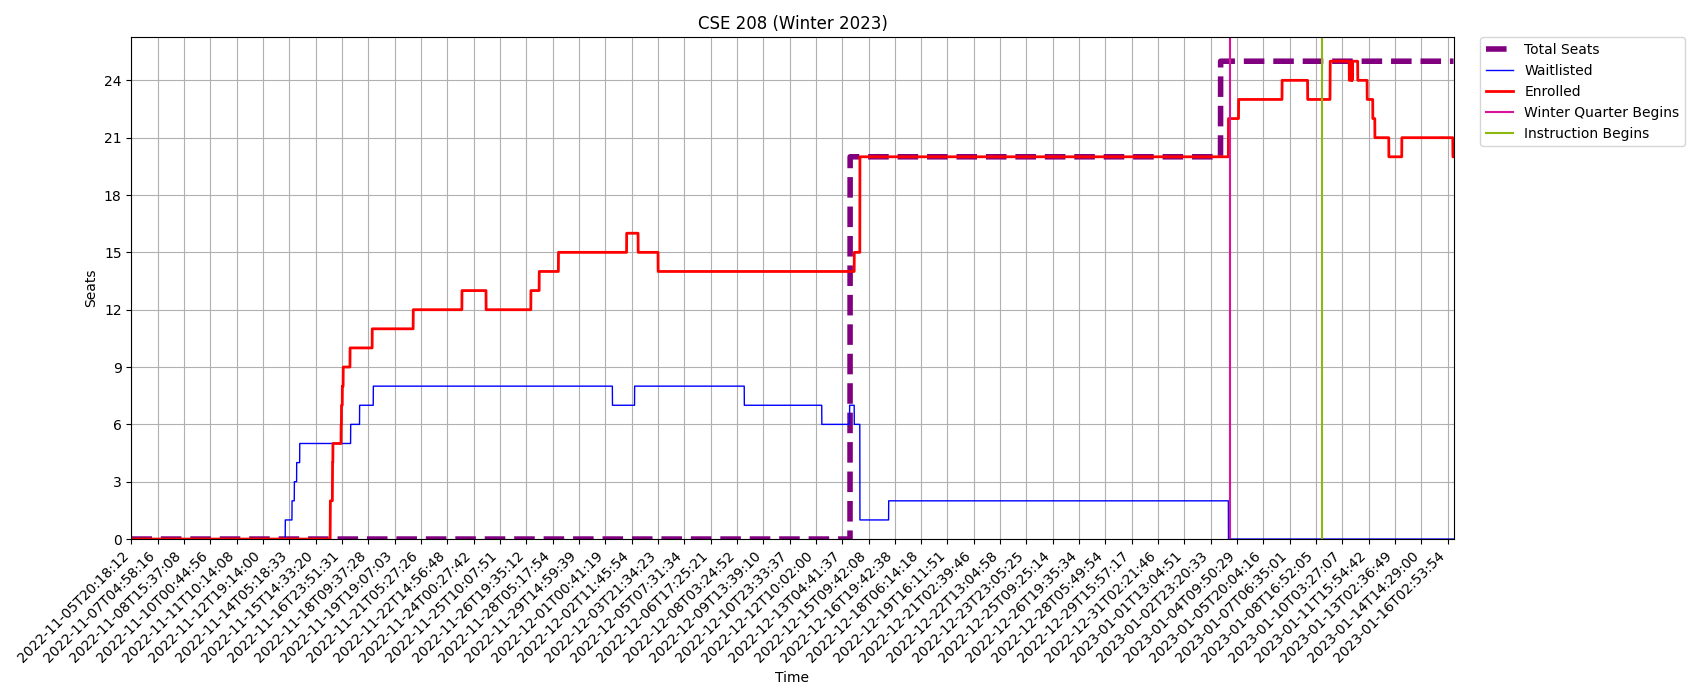 CSE 208 (Winter 2023)
Total Seats
Waitlisted
Enrolled
Winter Quarter Begins
Instruction Begins
Seats
24
21
18
15
12
9
6
3
0
2022-11-05T20:18:12
2022-11-07T04:58:16
2022-11-08T15:37:08
2022-11-10T00:44:56
2022-11-11T10:14:08
2022-11-12T19:14:00
2022-11-14T05:18:33
2022-11-15T14:33:20
2022-11-16T23:51:31
2022-11-18T09:37:28
2022-11-19T19:07:03
2022-11-21T05:27:26
2022-11-22T14:56:48
2022-11-24T00:27:42
2022-11-25T10:07:51
2022-11-26T19:35:12
2022-11-28T05:17:54
2022-11-29T14:59:39
2022-12-01T00:41:19
2022-12-02T11:45:54
2022-12-03T21:34:23
2022-12-05T07:31:34
2022-12-06T17:25:21
2022-12-08T03:24:52
2022-12-09T13:39:10
2022-12-10T23:33:37
2022-12-12T10:02:00
2022-12-13T04:41:37
2022-12-15T09:42:08
2022-12-16T19:42:38
2022-12-18T06:14:18
2022-12-19T16:11:51
2022-12-21T02:39:46
2022-12-22T13:04:58
2022-12-23T23:05:25
2022-12-25T09:25:14
2022-12-26T19:35:34
2022-12-28T05:49:54
2022-12-29T15:57:17
2022-12-31T02:21:46
2023-01-01T13:04:51
2023-01-02T23:20:33
2023-01-04T09:50:29
2023-01-05T20:04:16
2023-01-07T06:35:01
2023-01-08T16:52:05
2023-01-10T03:27:07
2023-01-11T15:54:42
2023-01-13T02:36:49
2023-01-14T14:29:00
2023-01-16T02:53:54
Time